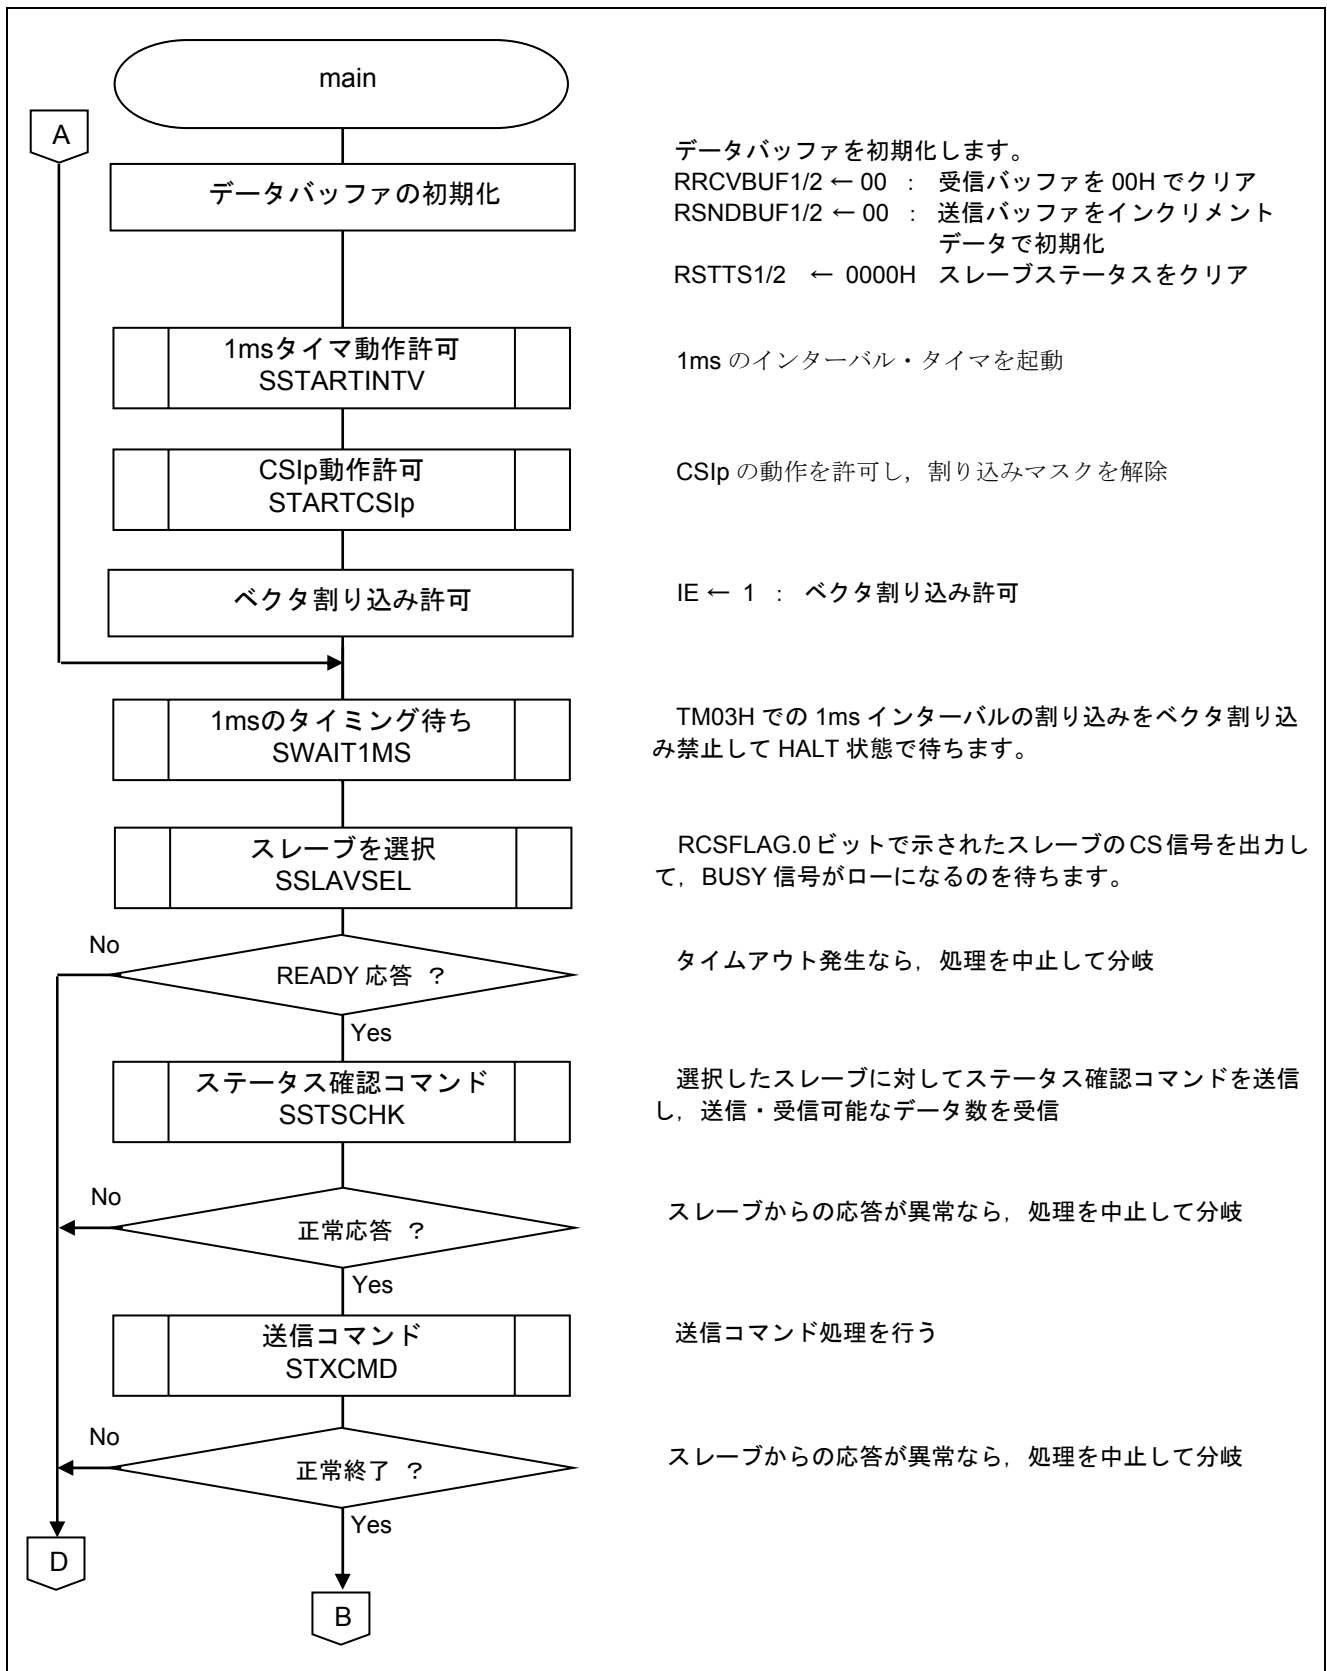 main
A
データバッファの初期化
データバッファを初期化します。
RRCVBUF1/2 ← 00 : 受信バッファを 00H でクリア
RSNDBUF1/2 ← 00 : 送信バッファをインクリメント
データで初期化
RSTTS1/2 ← 0000H スレーブステータスをクリア
1msタイマ動作許可
SSTARTINTV
1ms のインターバル・タイマを起動
CSIp動作許可
STARTCSIp
CSIp の動作を許可し，割り込みマスクを解除
ベクタ割り込み許可
IE ← 1 : ベクタ割り込み許可
1msのタイミング待ち
SWAIT1MS
TM03H での 1ms インターバルの割り込みをベクタ割り込
み禁止して HALT 状態で待ちます。
スレーブを選択
SSLAVSEL
RCSFLAG.0 ビットで示されたスレーブの CS 信号を出力し
て，BUSY 信号がローになるのを待ちます。
No
READY 応答 ？
タイムアウト発生なら，処理を中止して分岐
Yes
ステータス確認コマンド
SSTSCHK
選択したスレーブに対してステータス確認コマンドを送信
し，送信・受信可能なデータ数を受信
No
正常応答 ？
スレーブからの応答が異常なら，処理を中止して分岐
Yes
送信コマンド
STXCMD
送信コマンド処理を行う
No
正常終了 ？
スレーブからの応答が異常なら，処理を中止して分岐
Yes
D
B